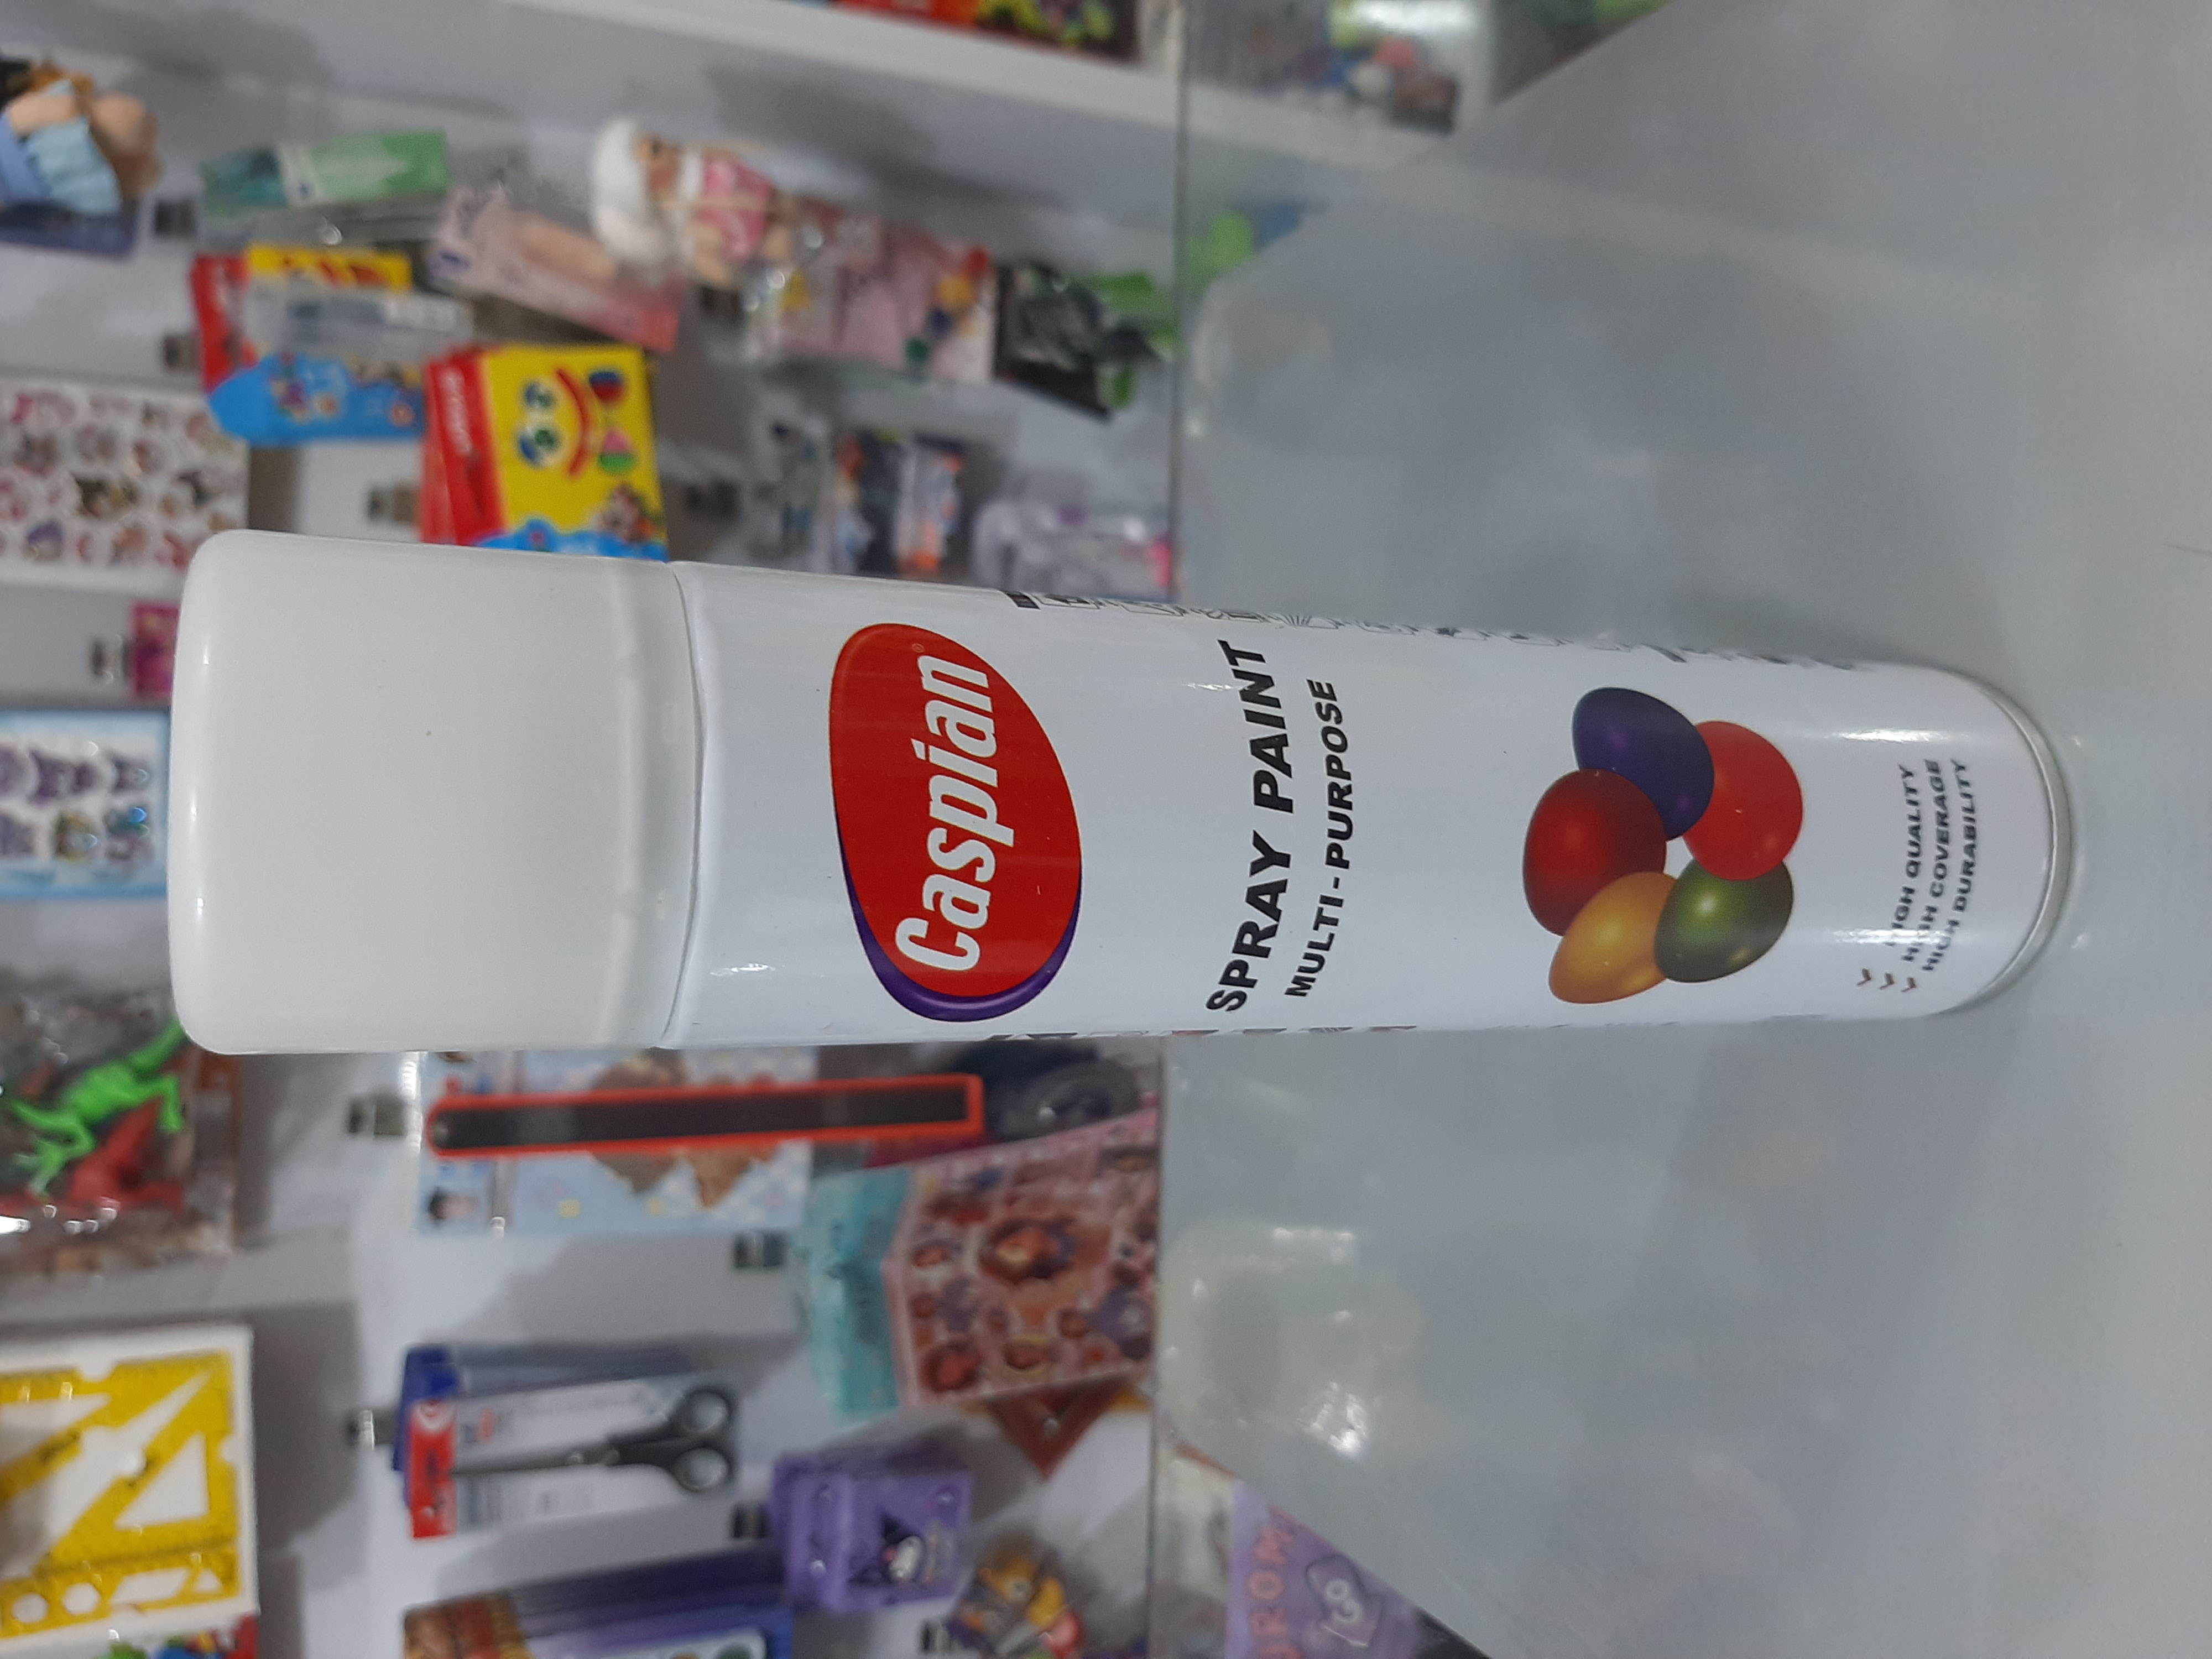 Caspian®
SPRAY PAINT
MULTI-PURPOSE
HIGH QUALITY
HIGH COVERAGE
HIGH DURABILITY